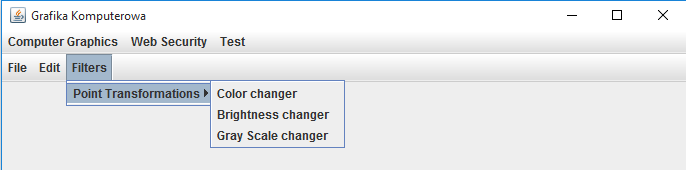 Grafika Komputerowa
Computer Graphics Web Security Test
File Edit Filters
Point Transformations Color changer
Brightness changer
Gray Scale changer